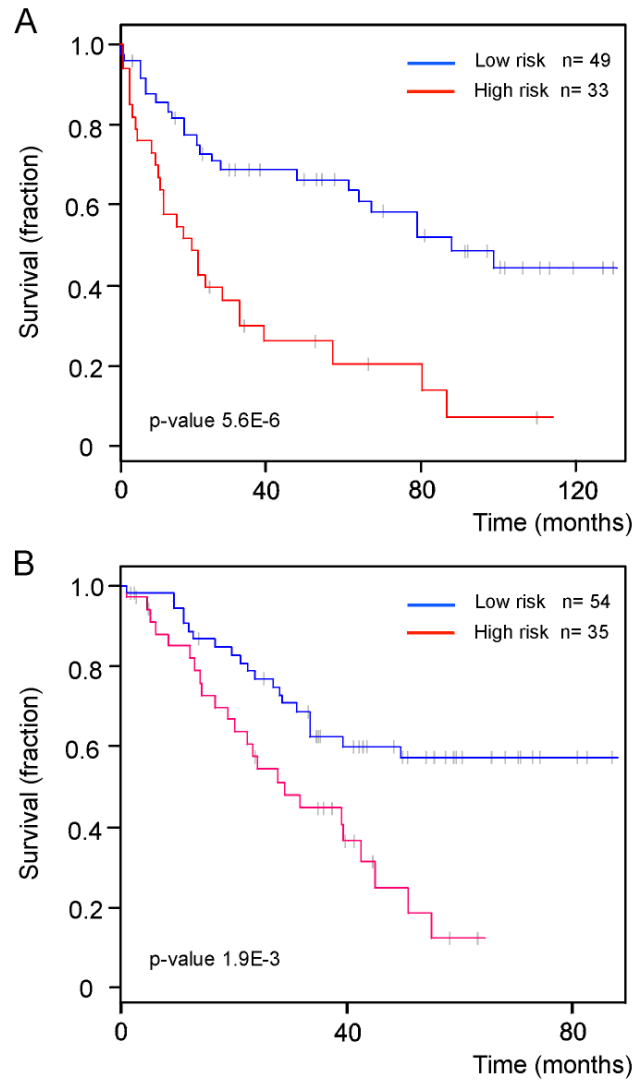 A
1.0
0.8
0.6
0.4
0.2
0
Survival (fraction)
Low risk n= 49
High risk n= 33
p-value 5.6E-6
0 40 80 120
Time (months)
B
1.0
0.8
0.6
0.4
0.2
0
Survival (fraction)
Low risk n= 54
High risk n= 35
p-value 1.9E-3
0 40 80
Time (months)